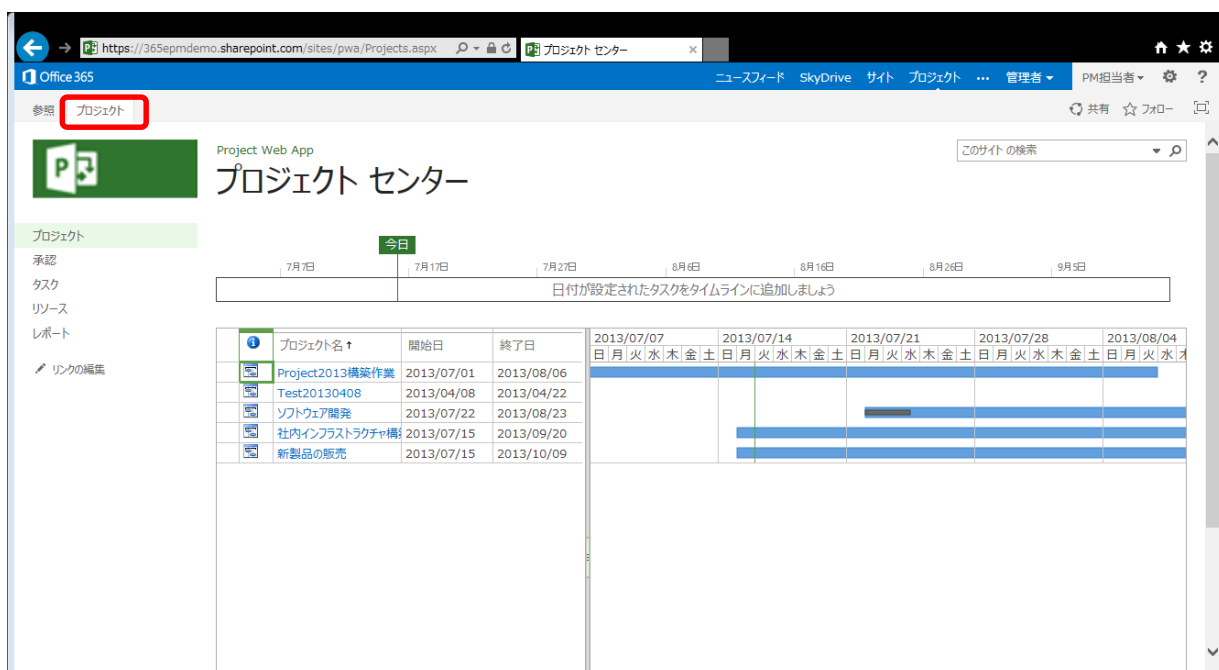 https://365epmdemo.sharepoint.com/sites/pwa/Projects.aspx
プロジェクト センター
Office 365
ニュースフィード SkyDrive サイト プロジェクト ••• 管理者 PM担当者 ?
参照 プロジェクト
共有 フォロー
P
Project Web App
プロジェクト センター
このサイト の検索
プロジェクト
承認
タスク
リソース
レポート
リンクの編集
今日
7月7日 7月17日 7月27日 8月6日 8月16日 8月26日 9月5日
日付が設定されたタスクをタイムラインに追加しましょう
プロジェクト名↑ 開始日 終了日
2013/07/07 2013/07/14 2013/07/21 2013/07/28 2013/08/04
日 月 火 水 木 金 土 日 月 火 水 木 金 土 日 月 火 水 木 金 土 日 月 火 水 木 金 土 日 月 火 水
Project2013構築作業 2013/07/01 2013/08/06
Test20130408 2013/04/08 2013/04/22
ソフトウェア開発 2013/07/22 2013/08/23
社内インフラストラクチャ構 2013/07/15 2013/09/20
新製品の販売 2013/07/15 2013/10/09